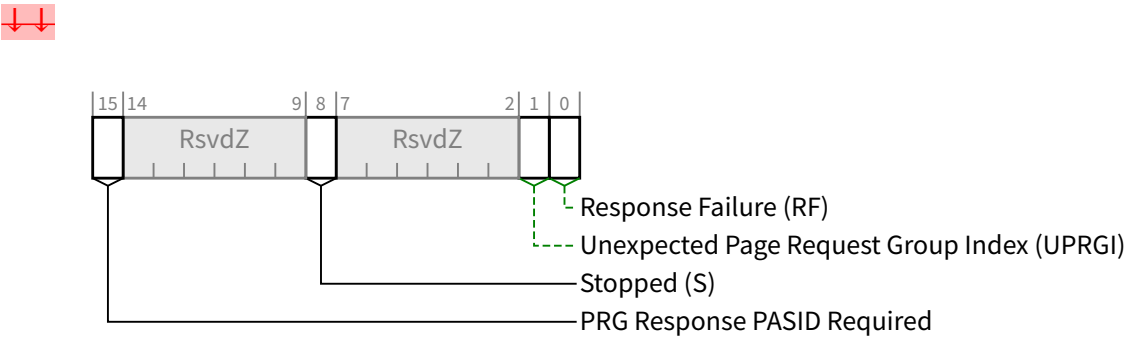 15 14 9 8 7 2 1 0
RsvdZ RsvdZ
Response Failure (RF)
Unexpected Page Request Group Index (UPRGI)
Stopped (S)
PRG Response PASID Required